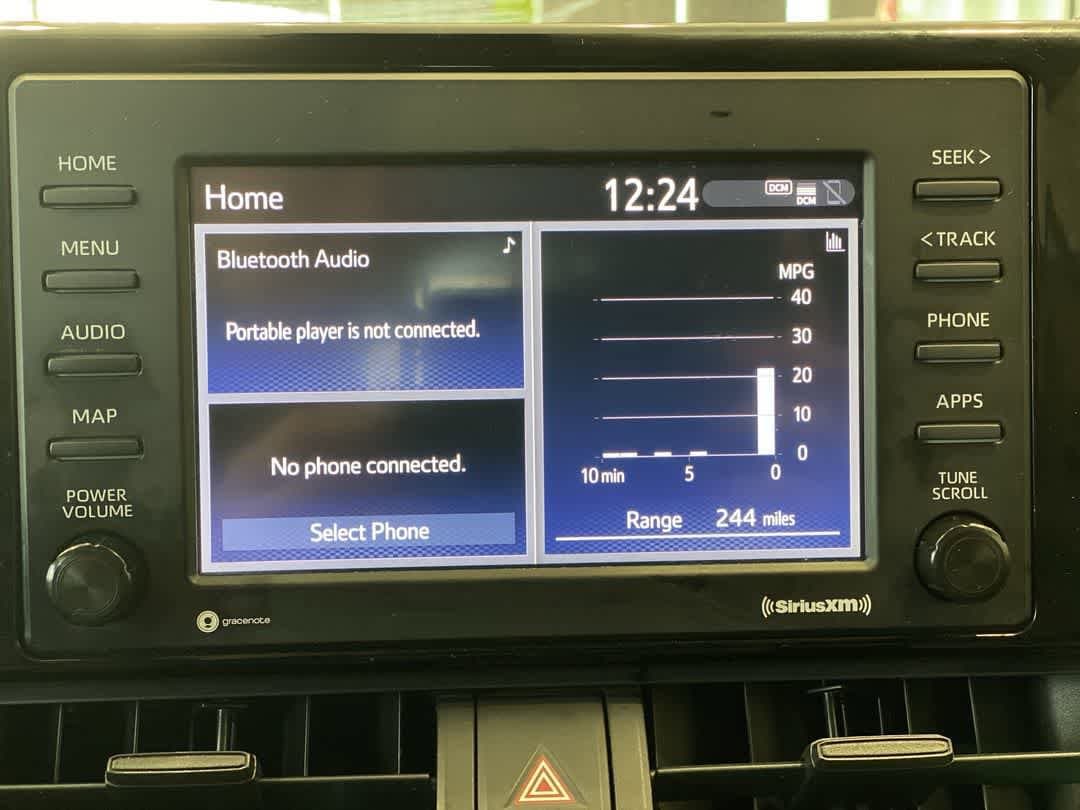 HOME
MENU
AUDIO
MAP
POWER
VOLUME
Home
12:24
DCM
DCM
Bluetooth Audio
Portable player is not connected.
No phone connected.
Select Phone
MPG
40
30
20
10
0
10 min
5
0
Range 244 miles
SEEK >
< TRACK
PHONE
APPS
TUNE
SCROLL
gracenote
((SiriusXM))